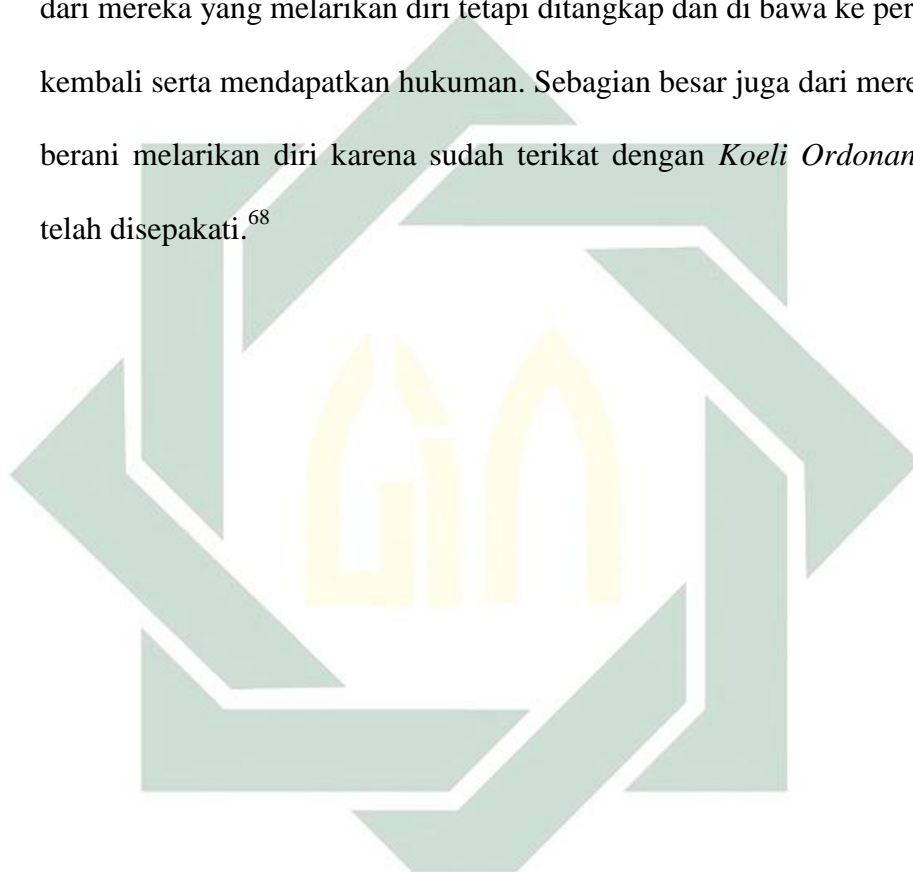 dari mereka yang melarikan diri tetapi ditangkap dan di bawa ke per
kembali serta mendapatkan hukuman. Sebagian besar juga dari mere
berani melarikan diri karena sudah terikat dengan Koeli Ordonan
telah disepakati.68